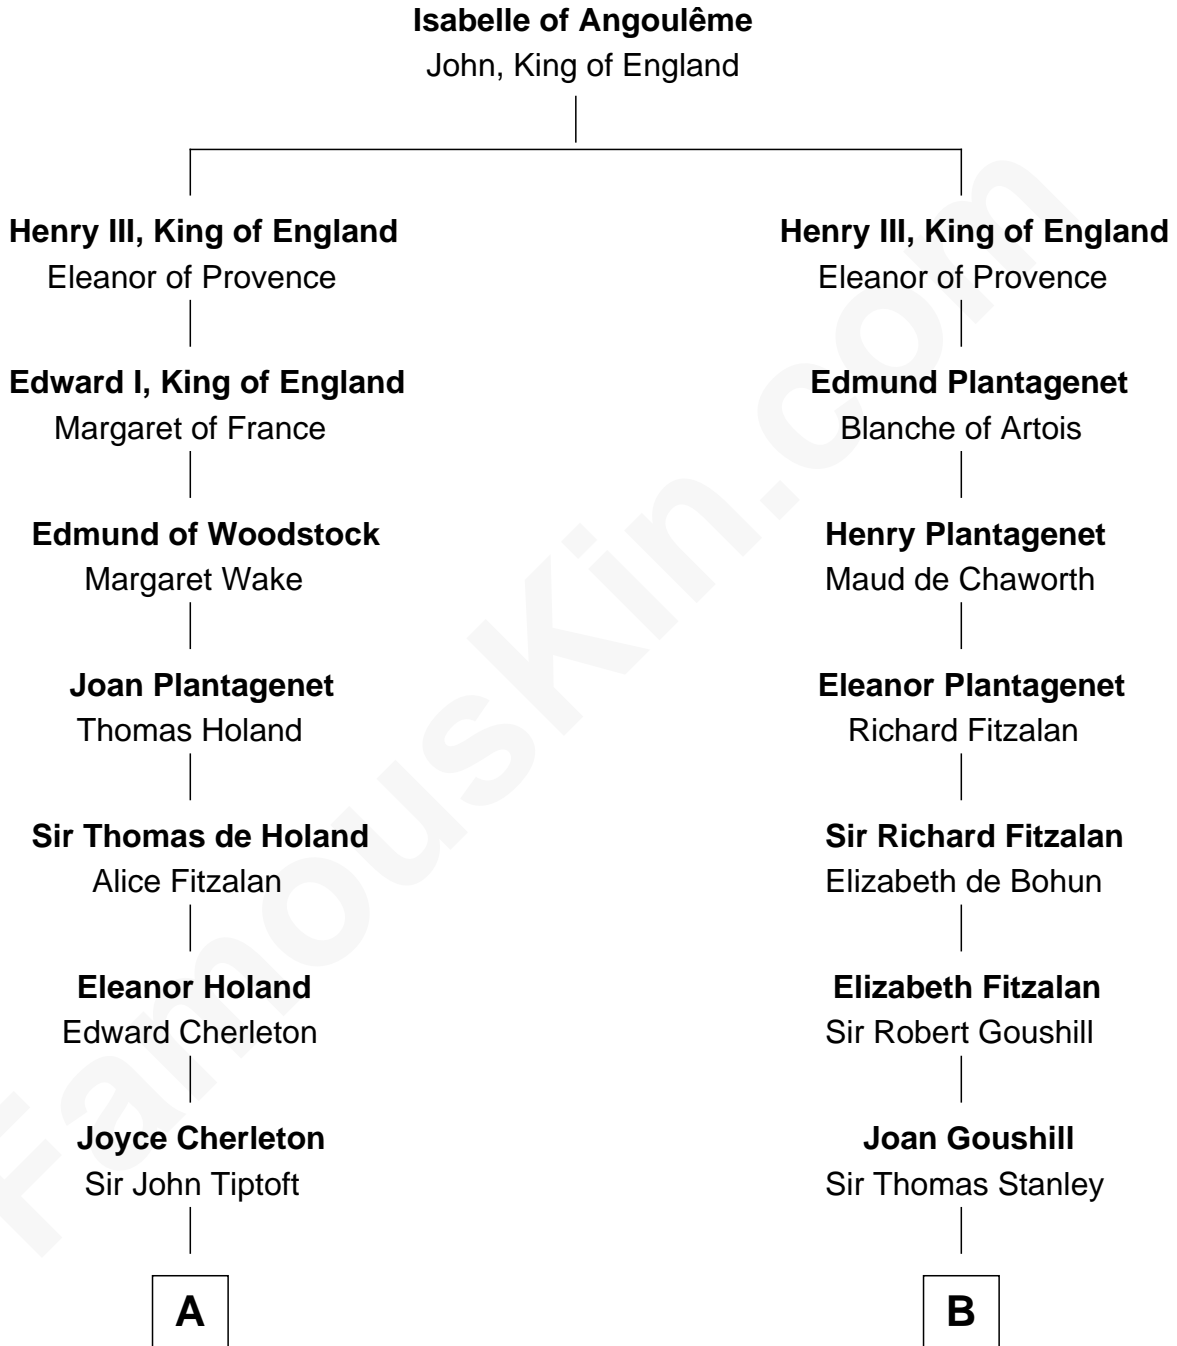 Isabelle of Angoulême
John, King of England
Henry III, King of England
Eleanor of Provence
Edward I, King of England
Margaret of France
Edmund of Woodstock
Margaret Wake
Joan Plantagenet
Thomas Holand
Sir Thomas de Holand
Alice Fitzalan
Eleanor Holand
Edward Cherleton
Joyce Cherleton
Sir John Tiptoft
A
Henry III, King of England
Eleanor of Provence
Edmund Plantagenet
Blanche of Artois
Henry Plantagenet
Maud de Chaworth
Eleanor Plantagenet
Richard Fitzalan
Sir Richard Fitzalan
Elizabeth de Bohun
Elizabeth Fitzalan
Sir Robert Goushill
Joan Goushill
Sir Thomas Stanley
B
FamousKin.com